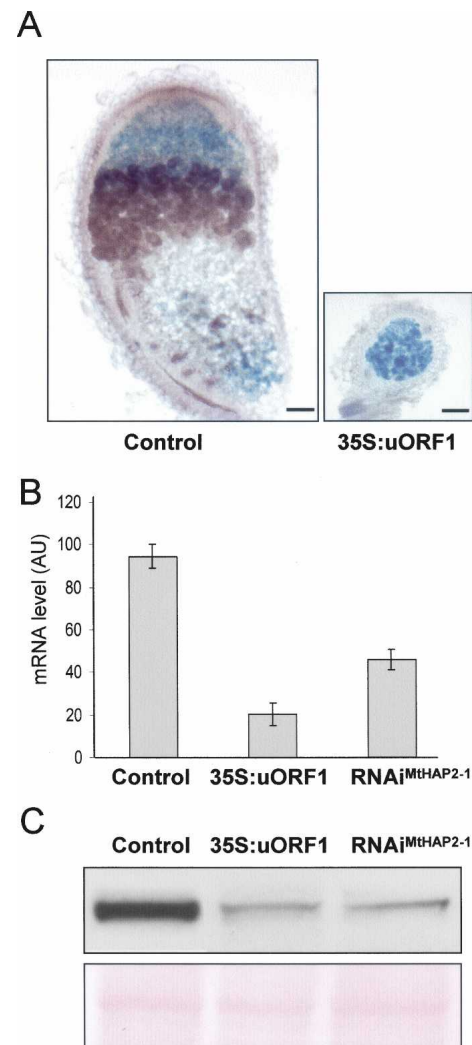 A
Control
35S:uORF1
B
mRNA level (AU)
120
100
80
60
40
20
0
Control 35S:uORF1 RNAiMtHAP2-1
C
Control 35S:uORF1 RNAiMtHAP2-1